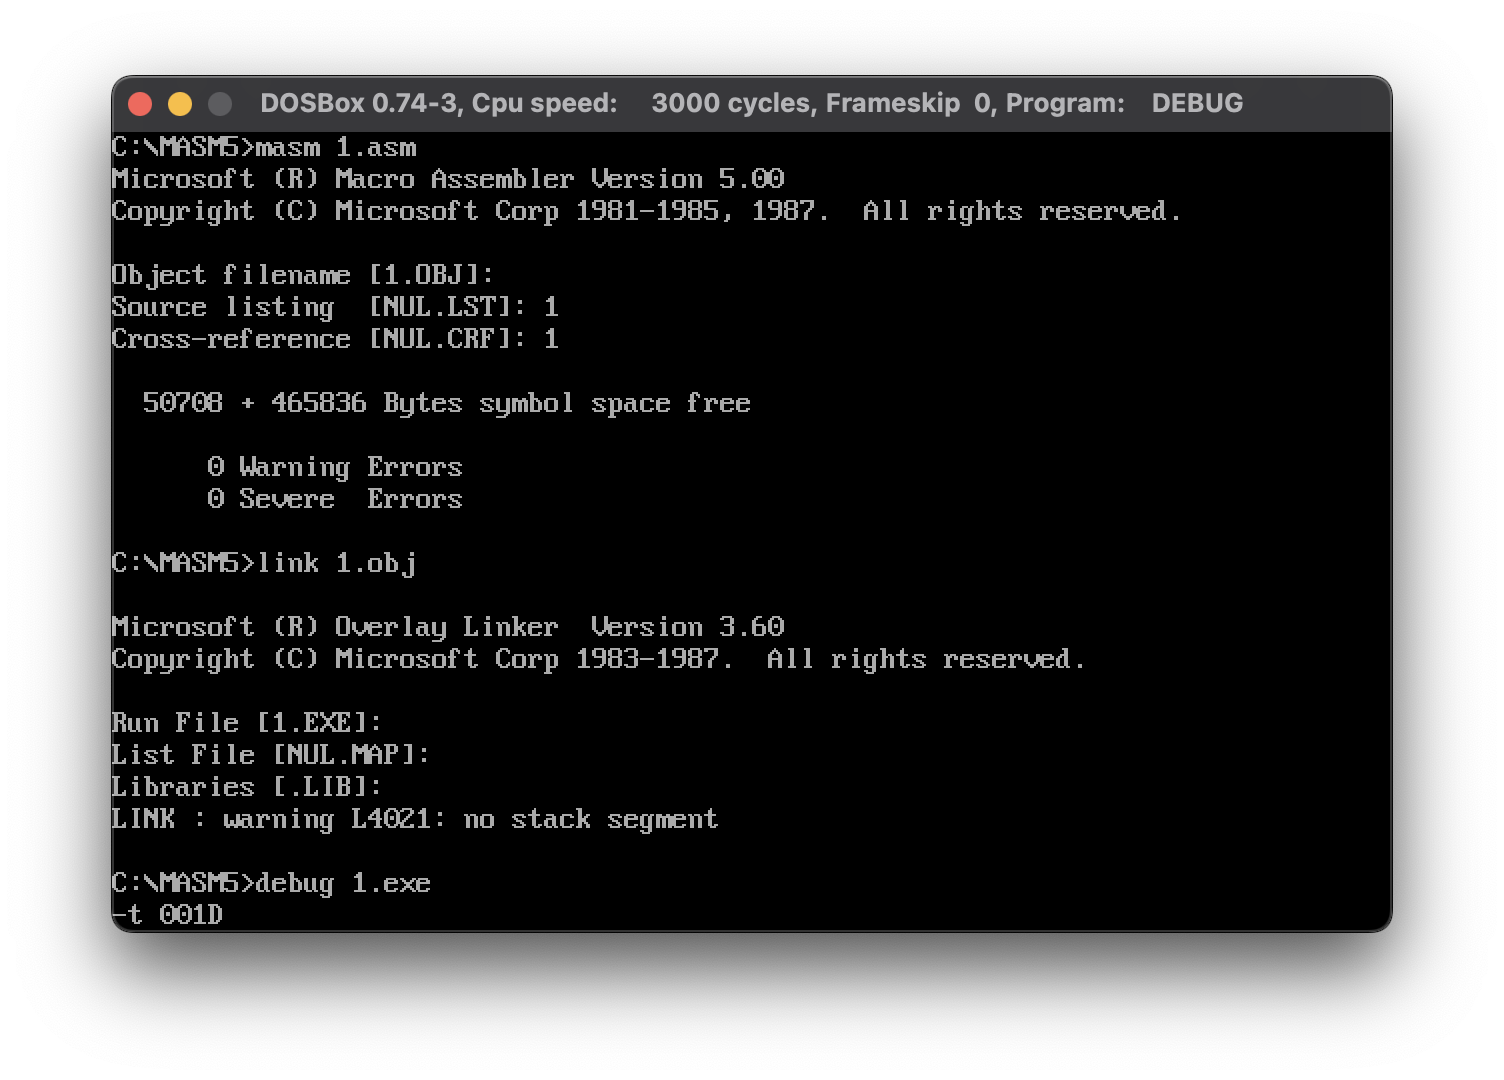 DOSBox 0.74-3, Cpu speed:    3000 cycles, Frameskip  0, Program:    DEBUG
C:\MASM5>masm 1.asm
Microsoft (R) Macro Assembler Version 5.00
Copyright (C) Microsoft Corp 1981-1985, 1987.  All rights reserved.
Object filename [1.OBJ]:
Source listing  [NUL.LST]: 1
Cross-reference [NUL.CRF]: 1
  50708 + 465836 Bytes symbol space free
      0 Warning Errors
      0 Severe  Errors
C:\MASM5>link 1.obj
Microsoft (R) Overlay Linker  Version 3.60
Copyright (C) Microsoft Corp 1983-1987.  All rights reserved.
Run File [1.EXE]:
List File [NUL.MAP]:
Libraries [.LIB]:
LINK : warning L4021: no stack segment
C:\MASM5>debug 1.exe
-t 001D